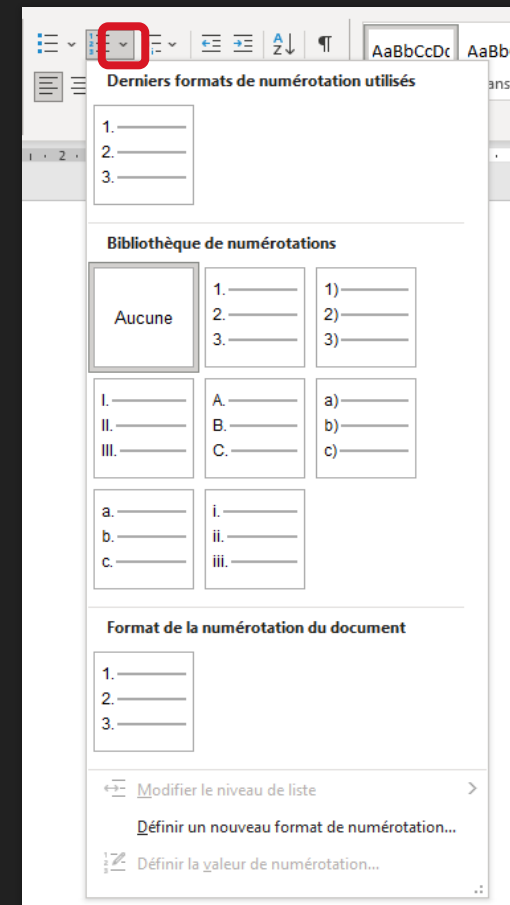 AaBbCcDc AaBb
Derniers formats de numérotation utilisés
1.
2.
3.
2
Bibliothèque de numérotations
Aucune
1.
2.
3.
1)
2)
3)
I.
II.
III.
A.
B.
C.
a)
b)
c)
a.
b.
c.
i.
ii.
iii.
Format de la numérotation du document
1.
2.
3.
Modifier le niveau de liste
Définir un nouveau format de numérotation...
Définir la valeur de numérotation...